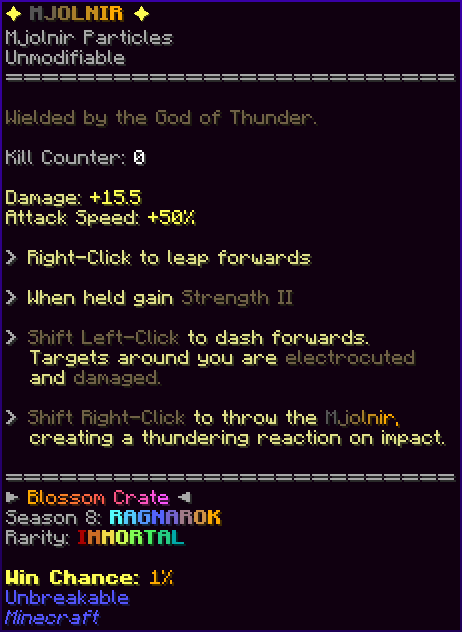 ✦ MJOLNIR ✦
Mjolnir Particles
Unmodifiable
============================
Wielded by the God of Thunder.
Kill Counter: 0
Damage: +15.5
Attack Speed: +50%
> Right-Click to leap forwards
> When held gain Strength II
> Shift Left-Click to dash forwards.
Targets around you are electrocuted
and damaged.
> Shift Right-Click to throw the Mjolnir,
creating a thundering reaction on impact.
============================
► Blossom Crate ◄
Season 8: RAGNAROK
Rarity: IMMORTAL
Win Chance: 1%
Unbreakable
Minecraft